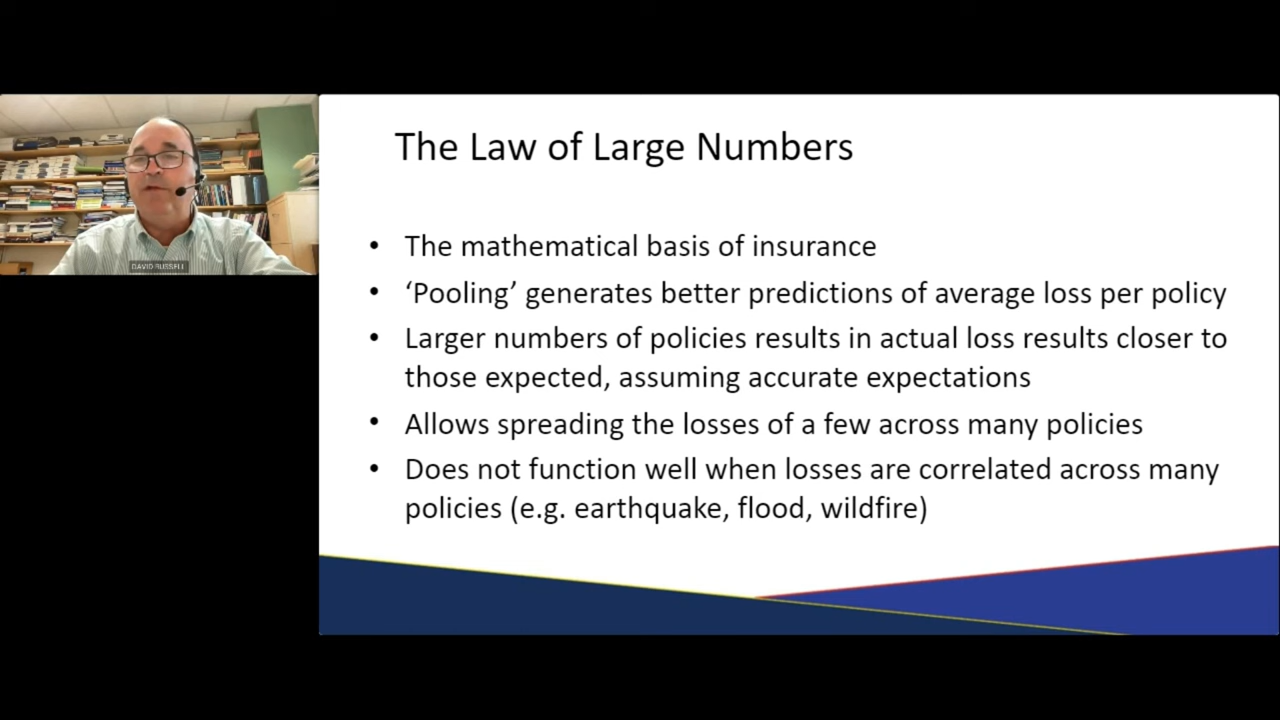 DAVID RUSSELL
The Law of Large Numbers
• The mathematical basis of insurance
• ‘Pooling’ generates better predictions of average loss per policy
• Larger numbers of policies results in actual loss results closer to
those expected, assuming accurate expectations
• Allows spreading the losses of a few across many policies
• Does not function well when losses are correlated across many
policies (e.g. earthquake, flood, wildfire)